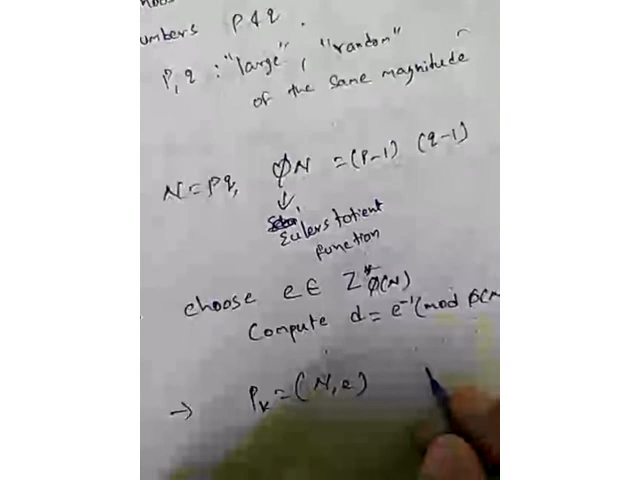 umbers P & q.
P, q : "large", "random"
of the same magnitude
N = Pq, ϕN = (P-1) (q-1)
↓
Eulers totient
function
choose e ∈ Z*ϕ(N)
Compute d = e⁻¹ (mod ϕ(N
→ Pk = (N, e)